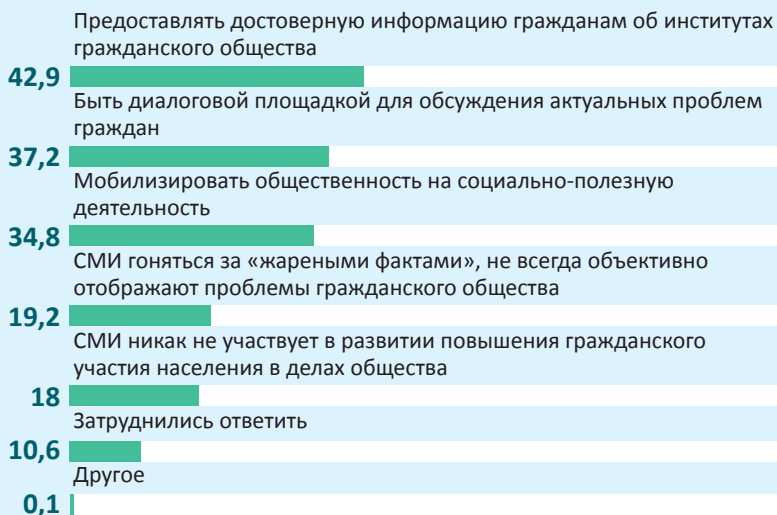 Предоставлять достоверную информацию гражданам об институтах
гражданского общества
42,9
Быть диалоговой площадкой для обсуждения актуальных проблем
граждан
37,2
Мобилизировать общественность на социально-полезную
деятельность
34,8
СМИ гоняться за «жареными фактами», не всегда объективно
отображают проблемы гражданского общества
19,2
СМИ никак не участвует в развитии повышения гражданского
участия населения в делах общества
18
Затруднились ответить
10,6
Другое
0,1